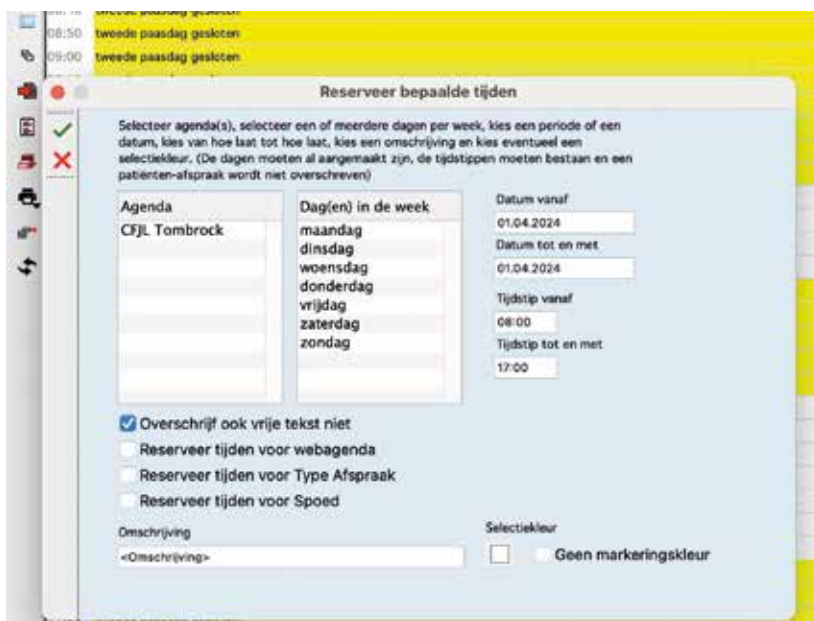 08:50 tweede paasdag gesloten
09:00 tweede paasdag gesloten
Reserveer bepaalde tijden
Selecteer agenda(s), selecteer een of meerdere dagen per week, kies een periode of een
datum, kies van hoe laat tot hoe laat, kies een omschrijving en kies eventueel een
selectiekleur. (De dagen moeten al aangemaakt zijn, de tijdstippen moeten bestaan en een
patiënten-afspraak wordt niet overschreven)
Agenda
CFJL Tombrock
Dag(en) in de week
maandag
dinsdag
woensdag
donderdag
vrijdag
zaterdag
zondag
Datum vanaf
01.04.2024
Datum tot en met
01.04.2024
Tijdstip vanaf
08:00
Tijdstip tot en met
17:00
Overschrijf ook vrije tekst niet
Reserveer tijden voor webagenda
Reserveer tijden voor Type Afspraak
Reserveer tijden voor Spoed
Omschrijving
<Omschrijving>
Selectiekleur
Geen markeringskleur